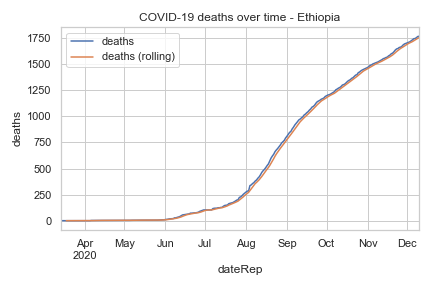 COVID-19 deaths over time - Ethiopia
deaths
deaths (rolling)
1750
1500
1250
1000
750
500
250
0
deaths
Apr May Jun Jul Aug Sep Oct Nov Dec
2020
dateRep